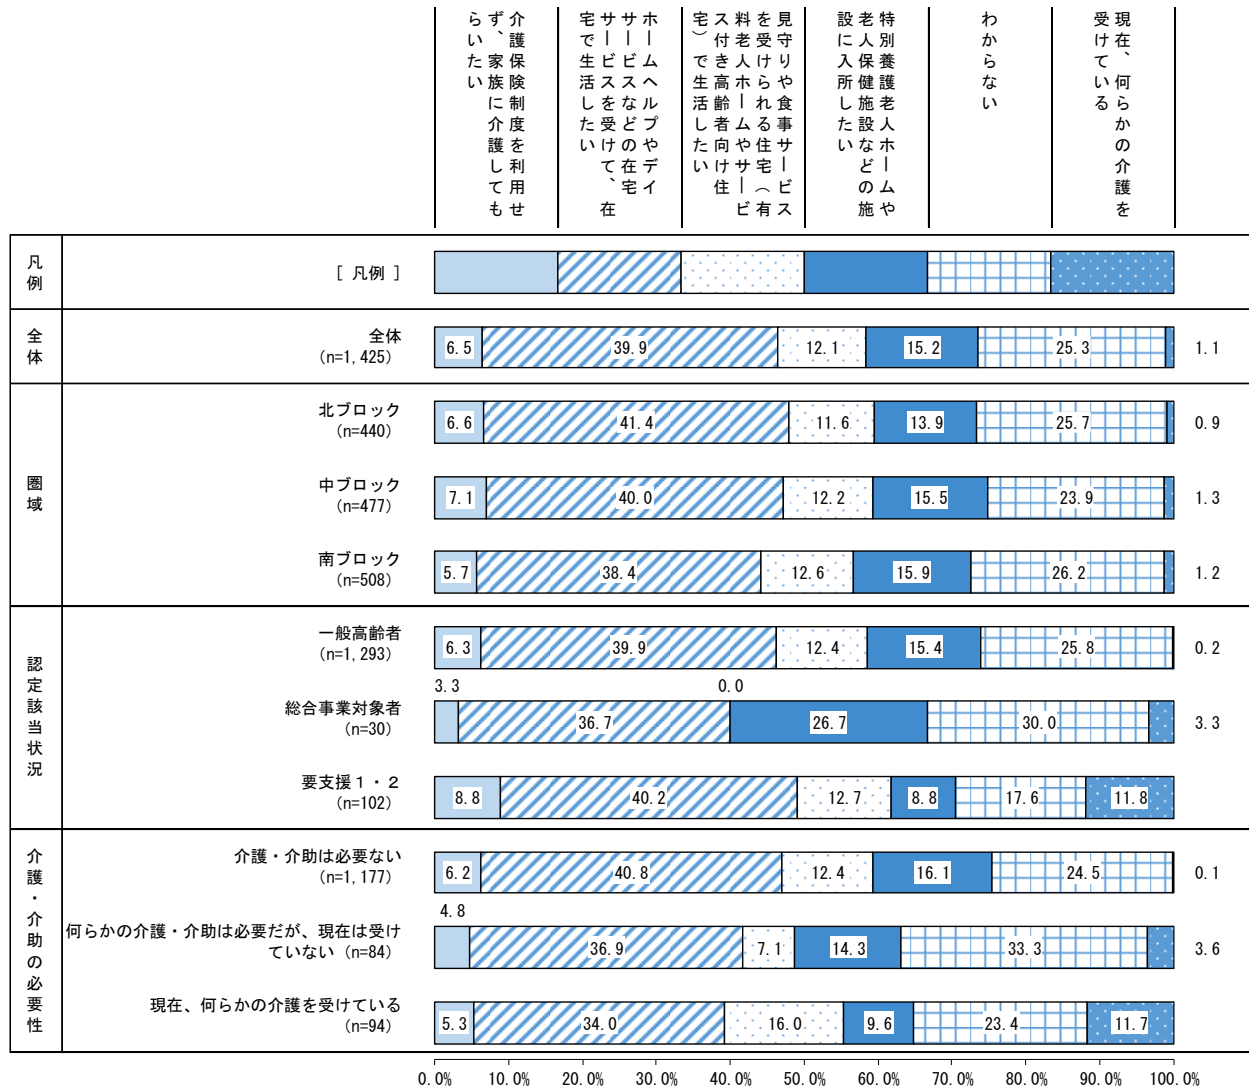 介護保険制度を利用せ
ず、家族に介護しても
らいたい
ホームヘルプやデイ
サービスなどの在宅
サービスを受けて、在
宅で生活したい
見守りや食事サービス
を受けられる住宅（有
料老人ホームやサービ
ス付き高齢者向け住
宅）で生活したい
特別養護老人ホームや
老人保健施設などの施
設に入所したい
わからない
現在、何らかの介護を
受けている
凡例
[ 凡例 ]
全体
全体
(n=1,425)
6.5
39.9
12.1
15.2
25.3
1.1
圏域
北ブロック
(n=440)
6.6
41.4
11.6
13.9
25.7
0.9
中ブロック
(n=477)
7.1
40.0
12.2
15.5
23.9
1.3
南ブロック
(n=508)
5.7
38.4
12.6
15.9
26.2
1.2
認定該当状況
一般高齢者
(n=1,293)
6.3
39.9
12.4
15.4
25.8
0.2
総合事業対象者
(n=30)
3.3
36.7
0.0
26.7
30.0
3.3
要支援１・２
(n=102)
8.8
40.2
12.7
8.8
17.6
11.8
介護・介助の必要性
介護・介助は必要ない
(n=1,177)
6.2
40.8
12.4
16.1
24.5
0.1
何らかの介護・介助は必要だが、現在は受け
ていない (n=84)
4.8
36.9
7.1
14.3
33.3
3.6
現在、何らかの介護を受けている
(n=94)
5.3
34.0
16.0
9.6
23.4
11.7
0.0% 10.0% 20.0% 30.0% 40.0% 50.0% 60.0% 70.0% 80.0% 90.0% 100.0%